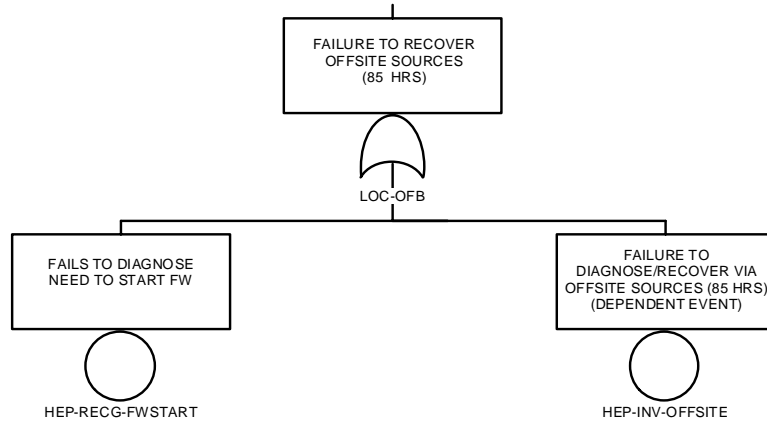 FAILURE TO RECOVER
OFFSITE SOURCES
(85 HRS)
LOC-OFB
FAILS TO DIAGNOSE
NEED TO START FW
HEP-RECG-FWSTART
FAILURE TO
DIAGNOSE/RECOVER VIA
OFFSITE SOURCES (85 HRS)
(DEPENDENT EVENT)
HEP-INV-OFFSITE